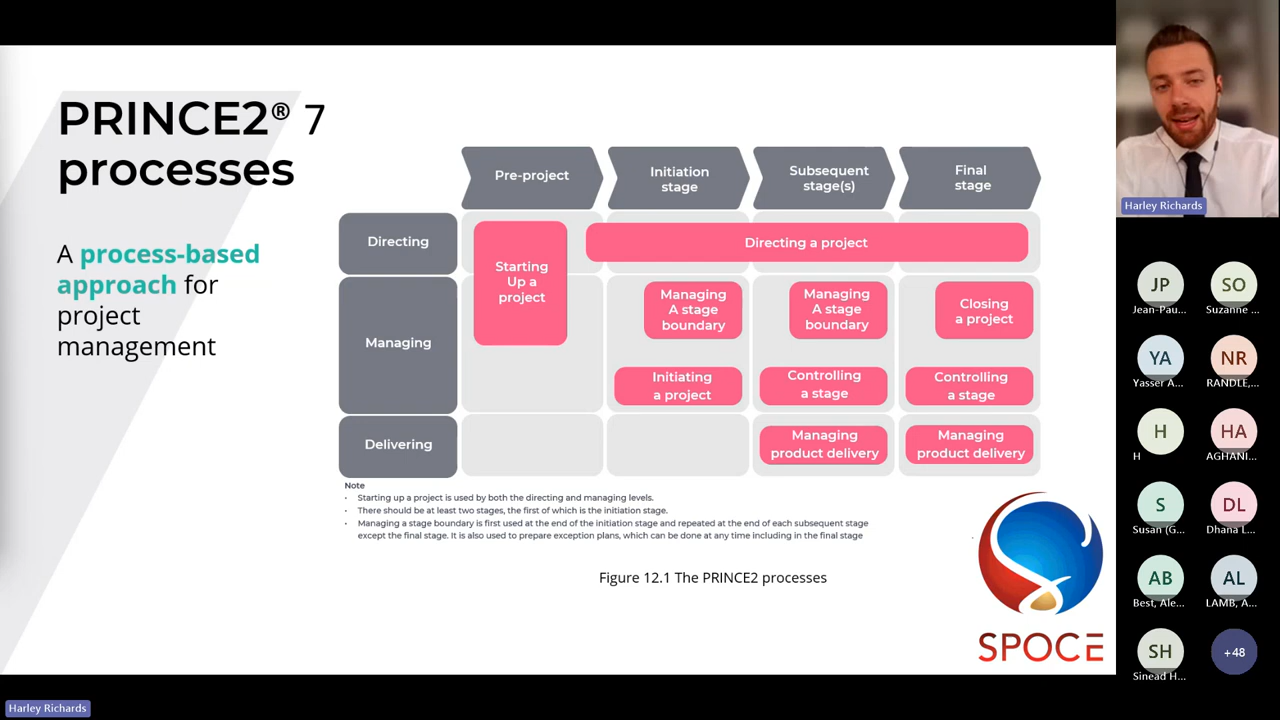 PRINCE2® 7
processes
A process-based
approach for
project
management
Pre-project
Initiation
stage
Subsequent
stage(s)
Final
stage
Directing
Starting
Up a
project
Directing a project
Managing
Managing
A stage
boundary
Managing
A stage
boundary
Closing
a project
Initiating
a project
Controlling
a stage
Controlling
a stage
Delivering
Managing
product delivery
Managing
product delivery
Note
• Starting up a project is used by both the directing and managing levels.
• There should be at least two stages, the first of which is the initiation stage.
• Managing a stage boundary is first used at the end of the initiation stage and repeated at the end of each subsequent stage
except the final stage. It is also used to prepare exception plans, which can be done at any time including in the final stage
Figure 12.1 The PRINCE2 processes
SPOCE
Harley Richards
JP
Jean-Pau...
SO
Suzanne ...
YA
Yasser A...
NR
RANDLE,...
H
H
HA
AGHANI...
S
Susan (G...
DL
Dhana L...
AB
Best, Ale...
AL
LAMB, A...
SH
Sinead H...
+48
Harley Richards